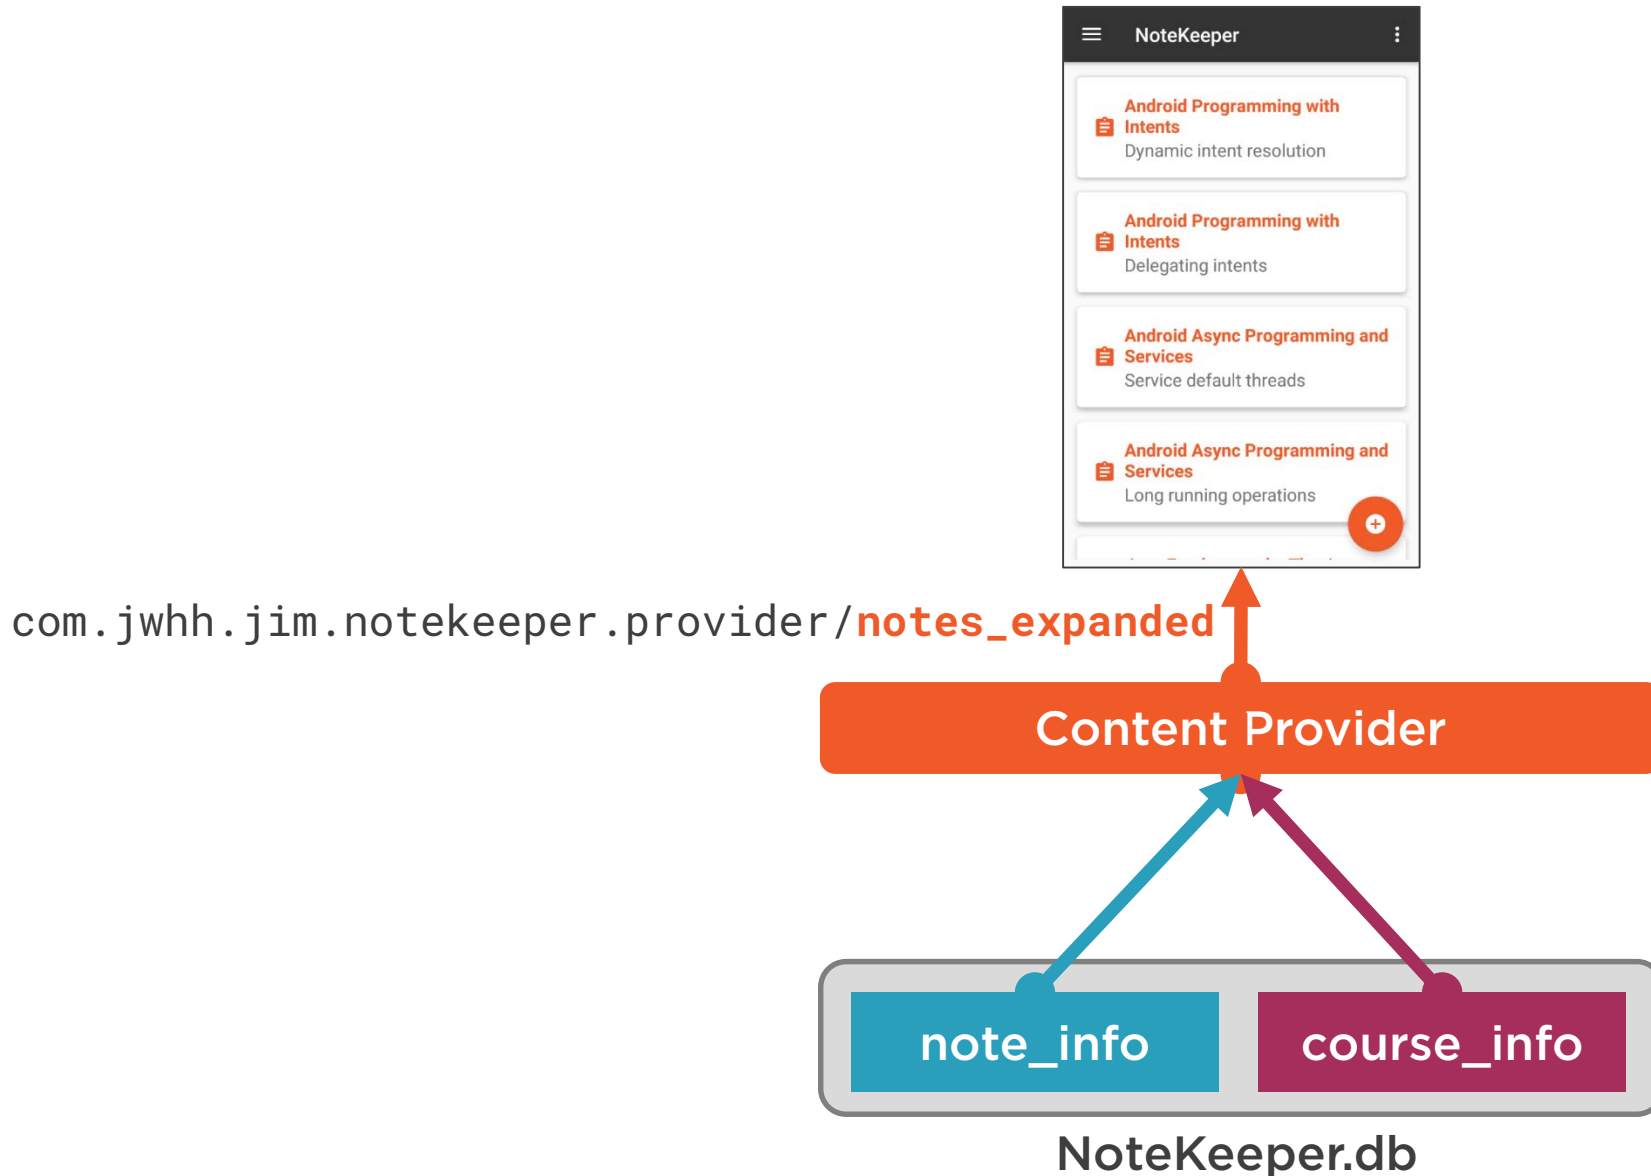 NoteKeeper
Android Programming with
Intents
Dynamic intent resolution
Android Programming with
Intents
Delegating intents
Android Async Programming and
Services
Service default threads
Android Async Programming and
Services
Long running operations
com.jwhh.jim.notekeeper.provider/notes_expanded
Content Provider
note_info
course_info
NoteKeeper.db